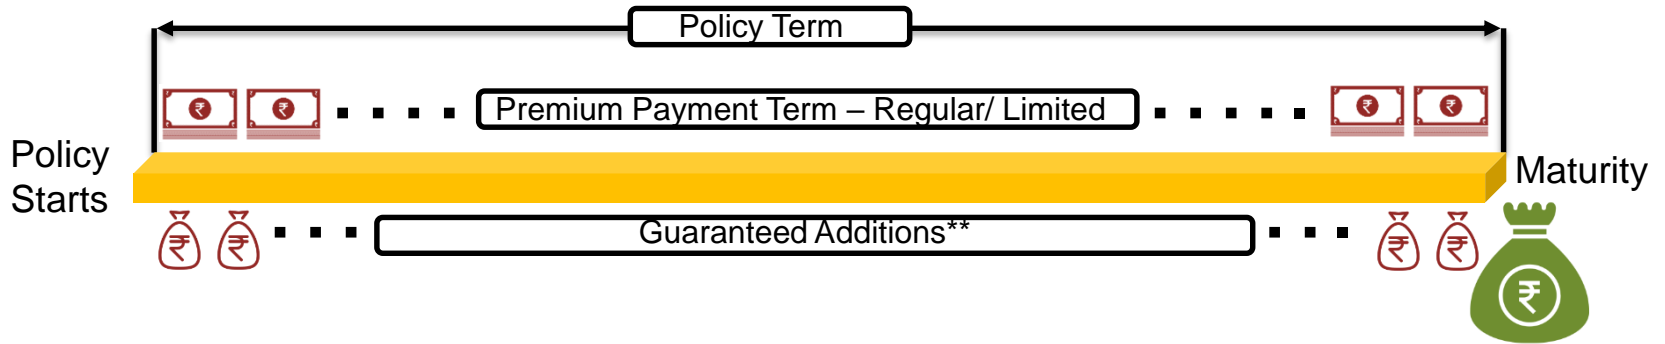 Policy Term
₹ ₹ Premium Payment Term – Regular/ Limited ₹ ₹
Policy
Starts
Maturity
₹ ₹ Guaranteed Additions** ₹ ₹
₹